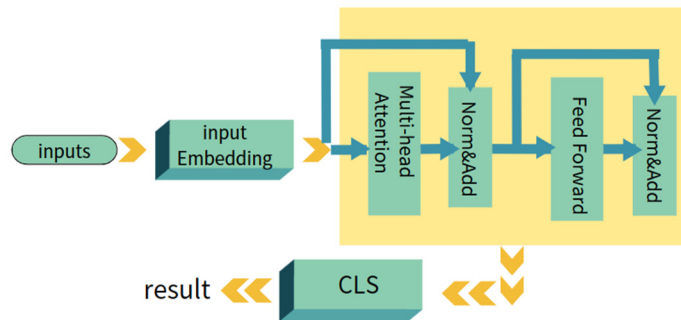 inputs
input
Embedding
Multi-head
Attention
Norm&Add
Feed Forward
Norm&Add
CLS
result